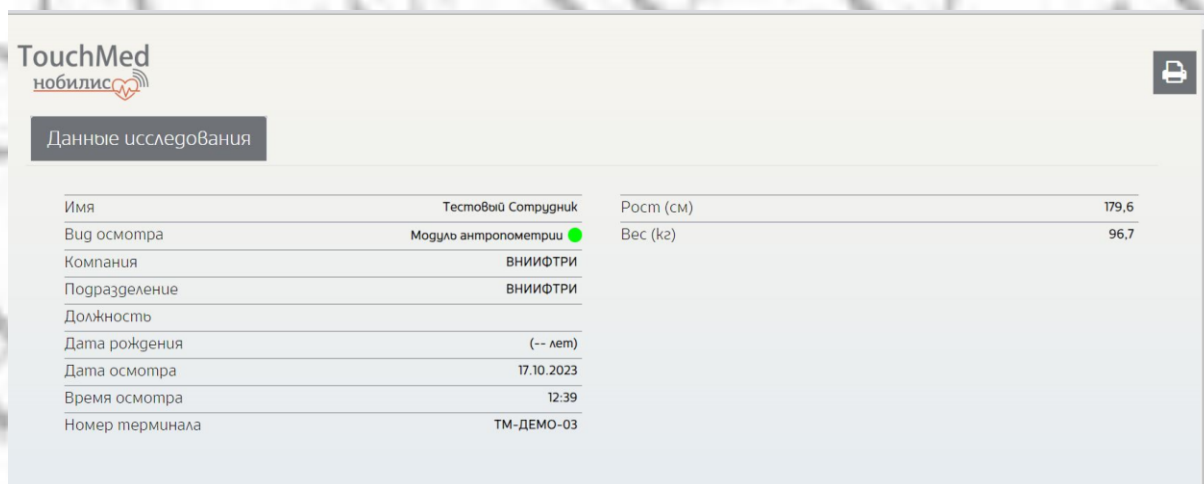 TouchMed
нобилис
Данные исследования
Имя Тестовый Сотрудник
Вид осмотра Модуль антропометрии
Компания ВНИИФТРИ
Подразделение ВНИИФТРИ
Должность
Дата рождения (-- лет)
Дата осмотра 17.10.2023
Время осмотра 12:39
Номер терминала ТМ-ДЕМО-03
Рост (см) 179,6
Вес (кг) 96,7